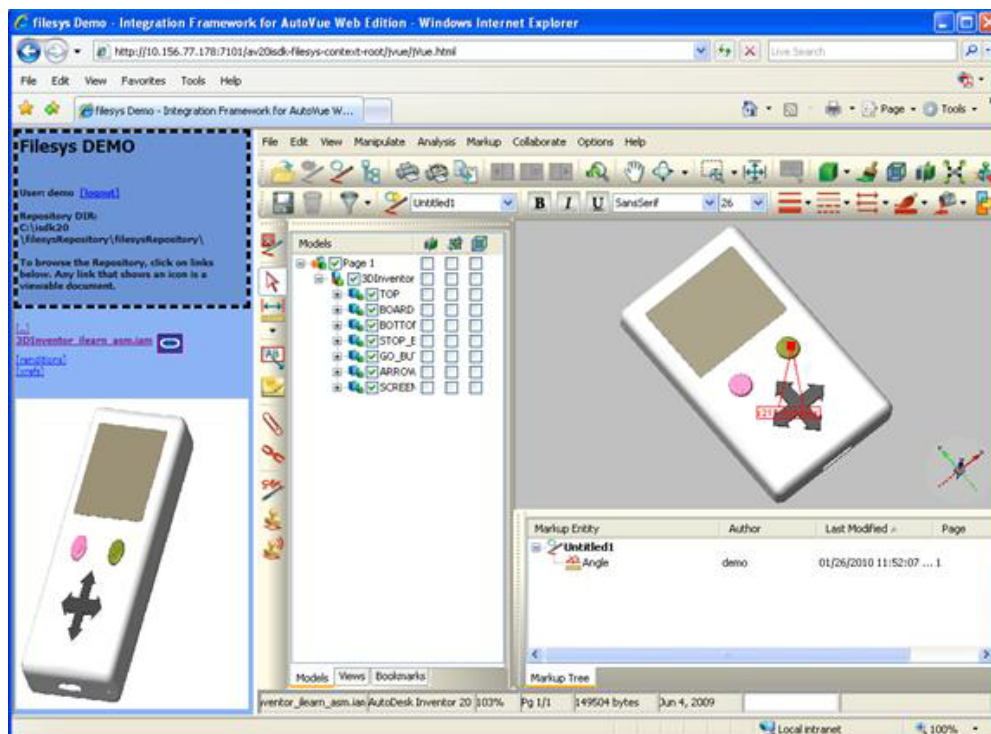 filesys Demo - Integration Framework for AutoVue Web Edition - Windows Internet Explorer
http://10.156.77.178:7101/av20isdk-filesys-context-root/jvue/jVue.html
Live Search
File Edit View Favorites Tools Help
filesys Demo - Integration Framework for AutoVue W...
Page Tools
Filesys DEMO
User: demo [logout]
Repository DIR:
C:\isdk20
\filesysRepository\filesysRepository\
To browse the Repository, click on links
below. Any link that shows an icon is a
viewable document.
[..]
3DInventor_ilearn_asm.iam
[renditions]
[xrefs]
File Edit View Manipulate Analysis Markup Collaborate Options Help
Untitled1 B I U SansSerif 26
Models
Page 1
3DInventor
TOP
BOARD
BOTTOM
STOP_B
GO_BUT
ARROW
SCREEN
Models Views Bookmarks
Markup Entity Author Last Modified Page
Untitled1
Angle demo 01/26/2010 11:52:07 ... 1
Markup Tree
ventor_ilearn_asm.iam AutoDesk Inventor 20 103% Pg 1/1 149504 bytes Jun 4, 2009
Local intranet 100%